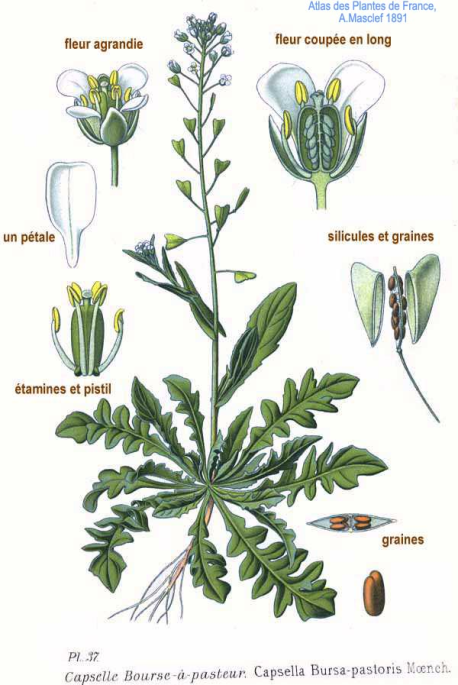 Atlas des Plantes de France,
A.Masclef 1891
fleur agrandie
fleur coupée en long
un pétale
silicules et graines
étamines et pistil
graines
Pl. 37.
Capselle Bourse-à-pasteur. Capsella Bursa-pastoris Mœnch.